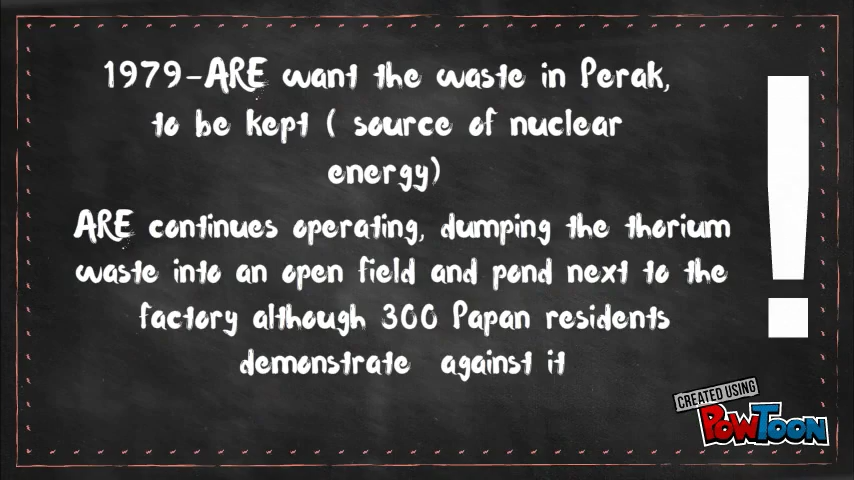 1979-ARE want the waste in Perak,
to be kept ( source of nuclear
energy)
ARE continues operating, dumping the thorium
waste into an open field and pond next to the
factory although 300 Papan residents
demonstrate against it
!
CREATED USING
POWTOON